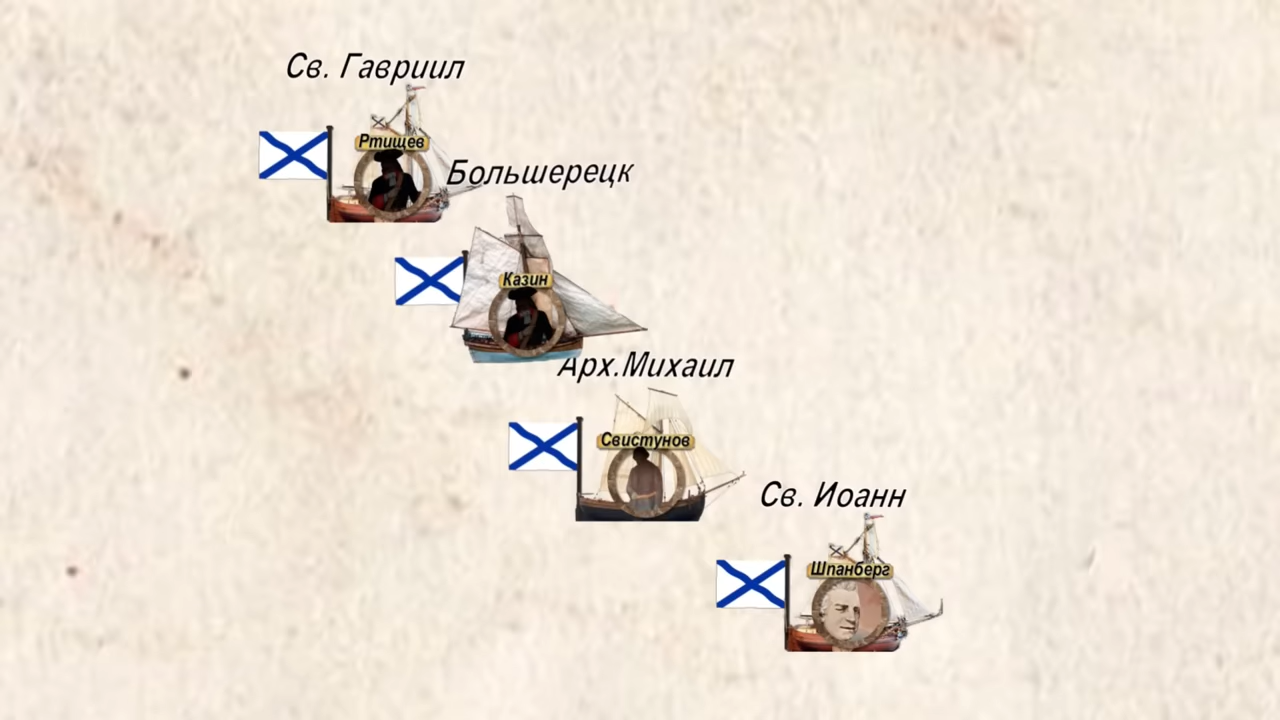 Св. Гавриил
Ртищев
Большерецк
Казин
Арх.Михаил
Свистунов
Св. Иоанн
Шпанберг